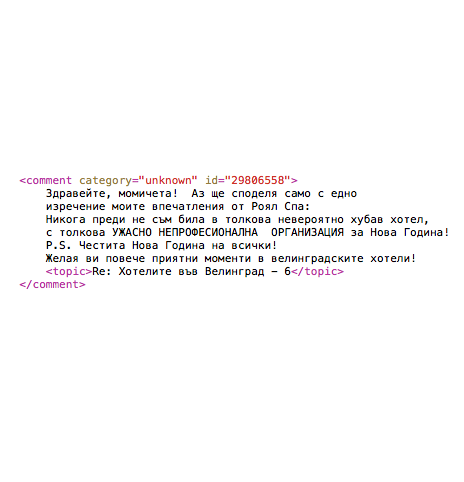 <comment category="unknown" id="29806558">
Здравейте, момичета!  Аз ще споделя само с едно
изречение моите впечатления от Роял Спа:
Никога преди не съм била в толкова невероятно хубав хотел,
с толкова УЖАСНО НЕПРОФЕСИОНАЛНА  ОРГАНИЗАЦИЯ за Нова Година!
P.S. Честита Нова Година на всички!
Желая ви повече приятни моменти в велинградските хотели!
<topic>Re: Хотелите във Велинград - 6</topic>
</comment>